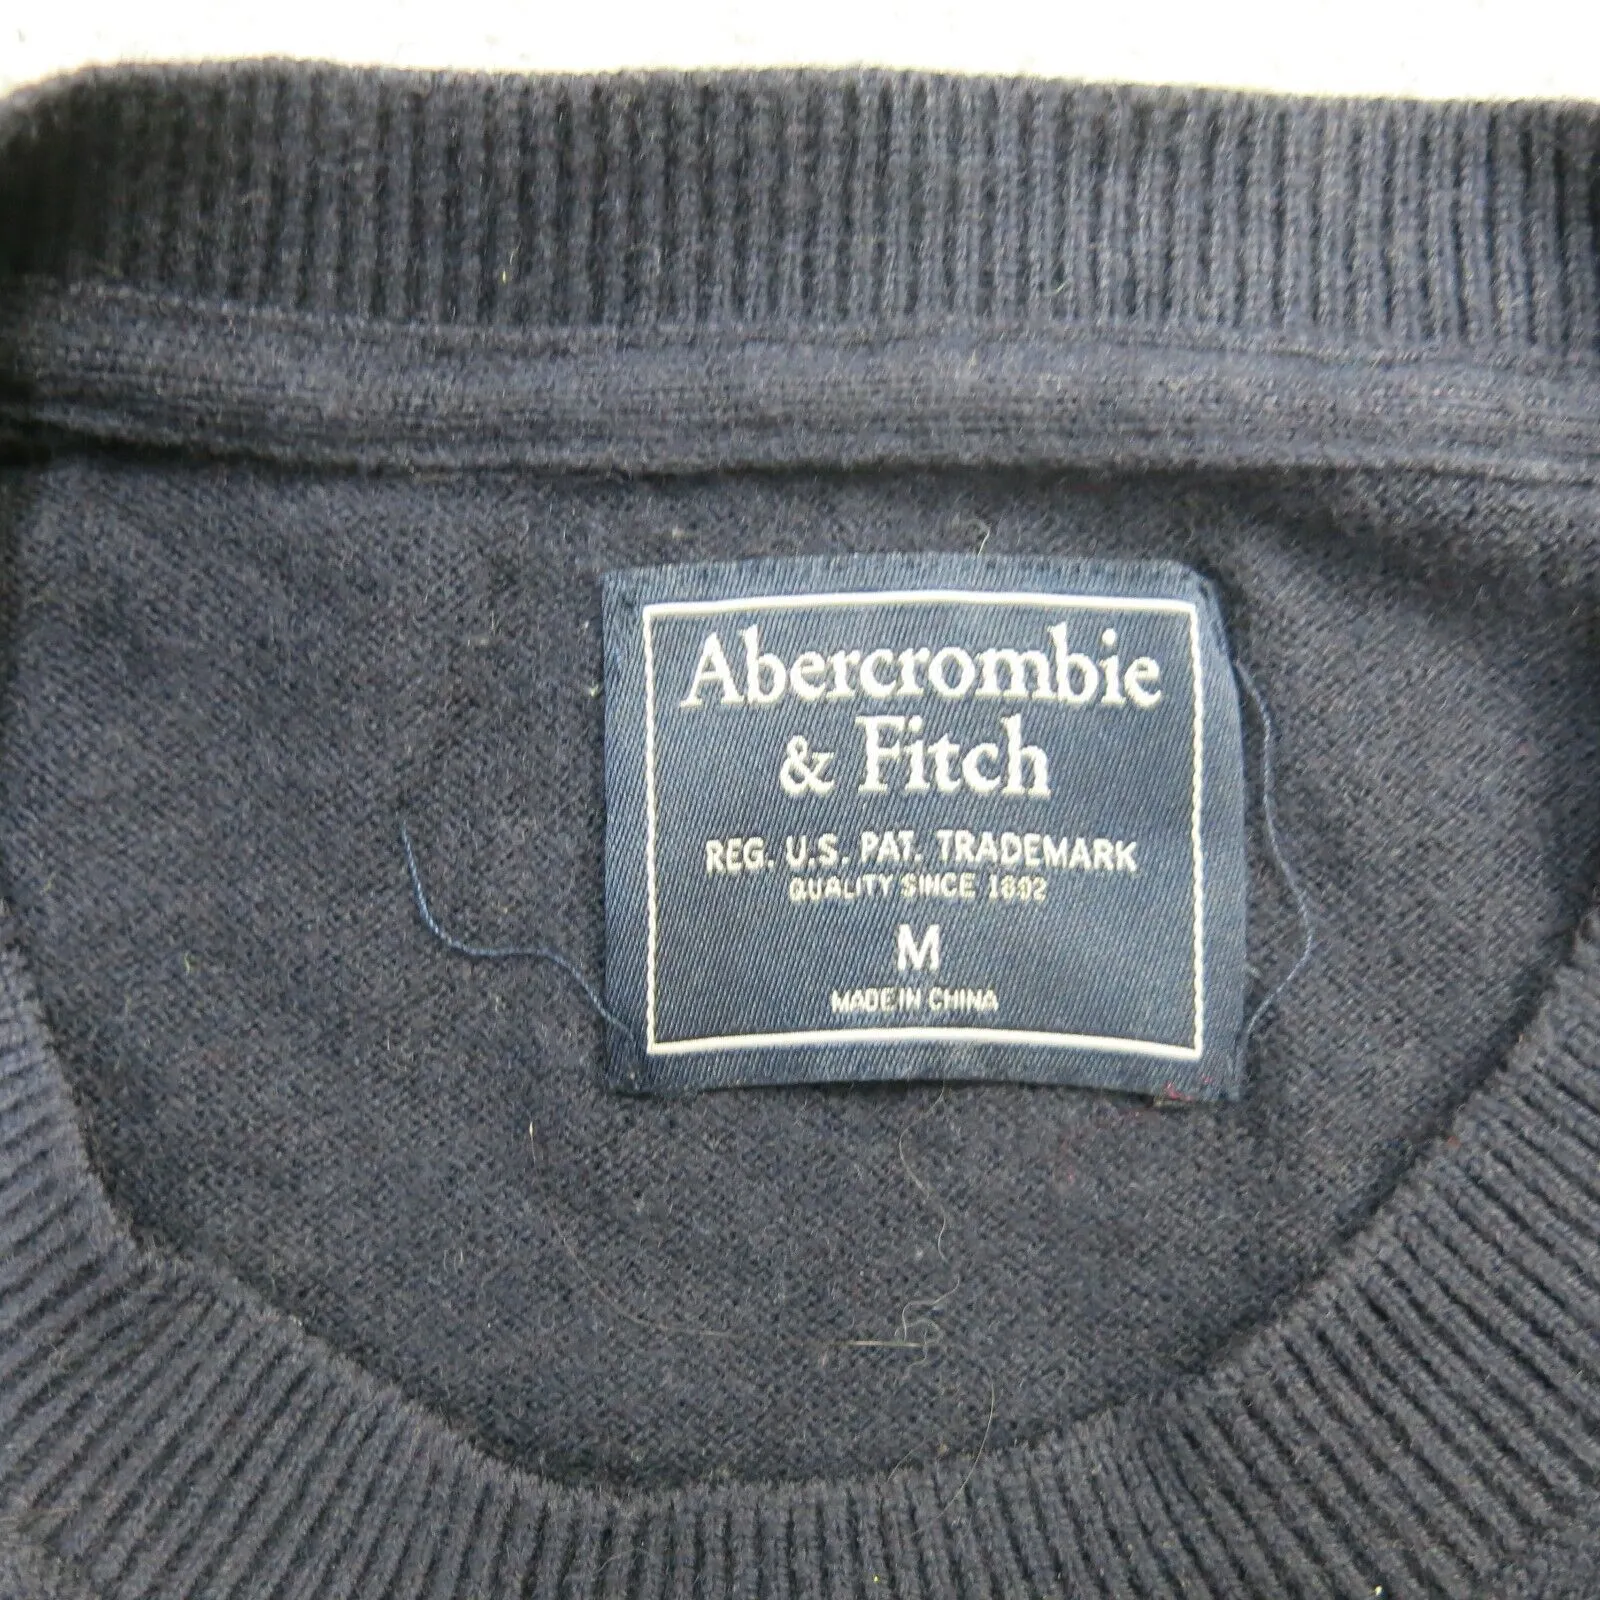 Abercrombie
& Fitch
REG. U.S. PAT. TRADEMARK
QUALITY SINCE 1892
M
MADE IN CHINA